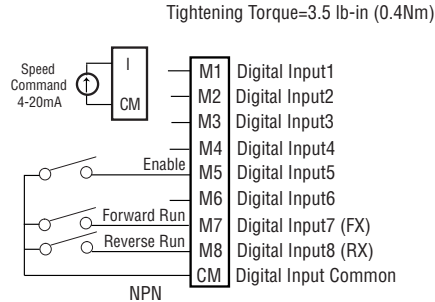 Tightening Torque=3.5 lb-in (0.4Nm)
Speed
Command
4-20mA
I
CM
M1 Digital Input1
M2 Digital Input2
M3 Digital Input3
M4 Digital Input4
Enable M5 Digital Input5
M6 Digital Input6
Forward Run M7 Digital Input7 (FX)
Reverse Run M8 Digital Input8 (RX)
CM Digital Input Common
NPN